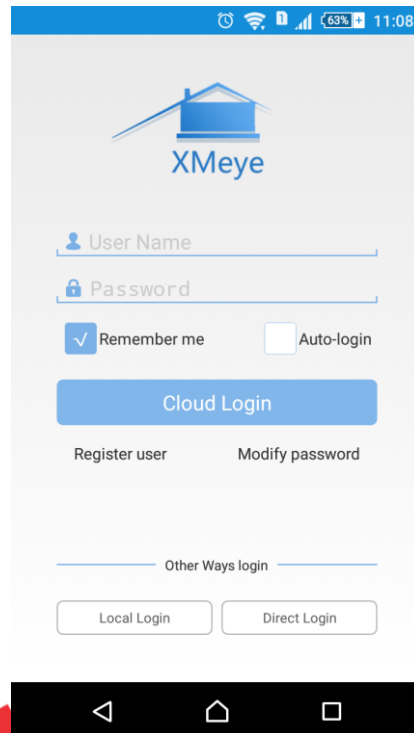 1 63% 11:08
XMeye
User Name
Password
Remember me Auto-login
Cloud Login
Register user Modify password
Other Ways login
Local Login Direct Login